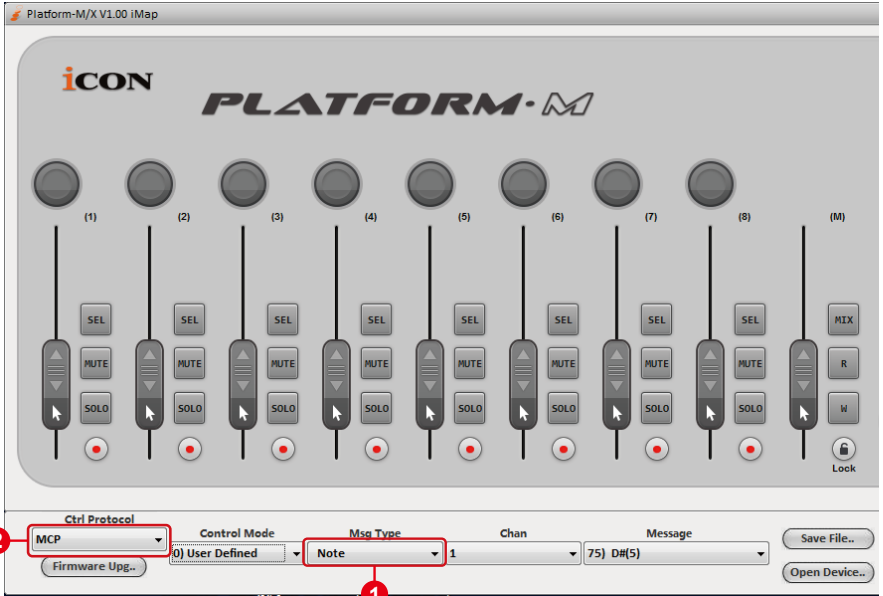 Platform-M/X V1.00 iMap
iCON
PLATFORM·M
(1) (2) (3) (4) (5) (6) (7) (8) (M)
SEL SEL SEL SEL SEL SEL SEL SEL MIX
MUTE MUTE MUTE MUTE MUTE MUTE MUTE MUTE R
SOLO SOLO SOLO SOLO SOLO SOLO SOLO SOLO W
Lock
Ctrl Protocol
Control Mode Msg Type Chan Message
MCP 0) User Defined Note 1 75) D#(5) Save File..
Firmware Upg.. Open Device..
1